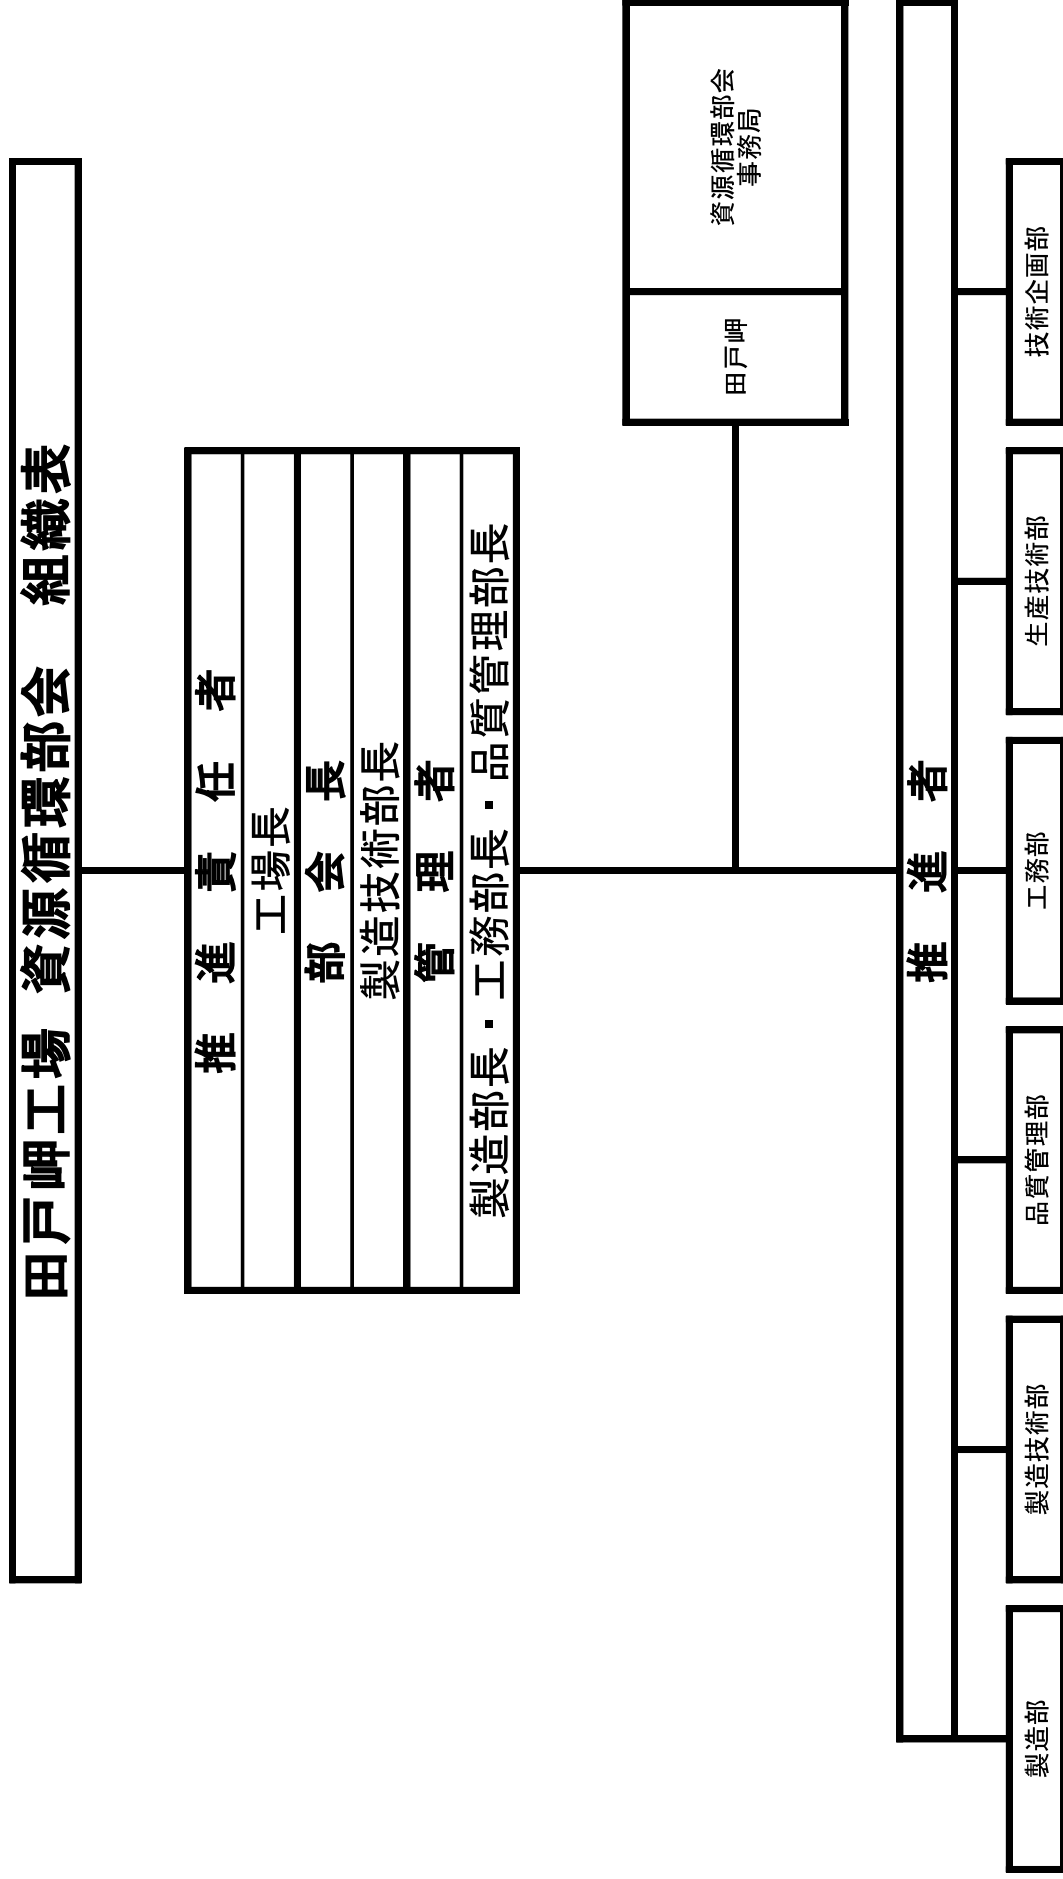 田戸岬工場 資源循環部会　組織表
推　進　責　任　者
工場長
部　会　長
製造技術部長
管　理　者
製造部長・工務部長・品質管理部長
田戸岬
資源循環部会
事務局
推　進　者
製造部
製造技術部
品質管理部
工務部
生産技術部
技術企画部